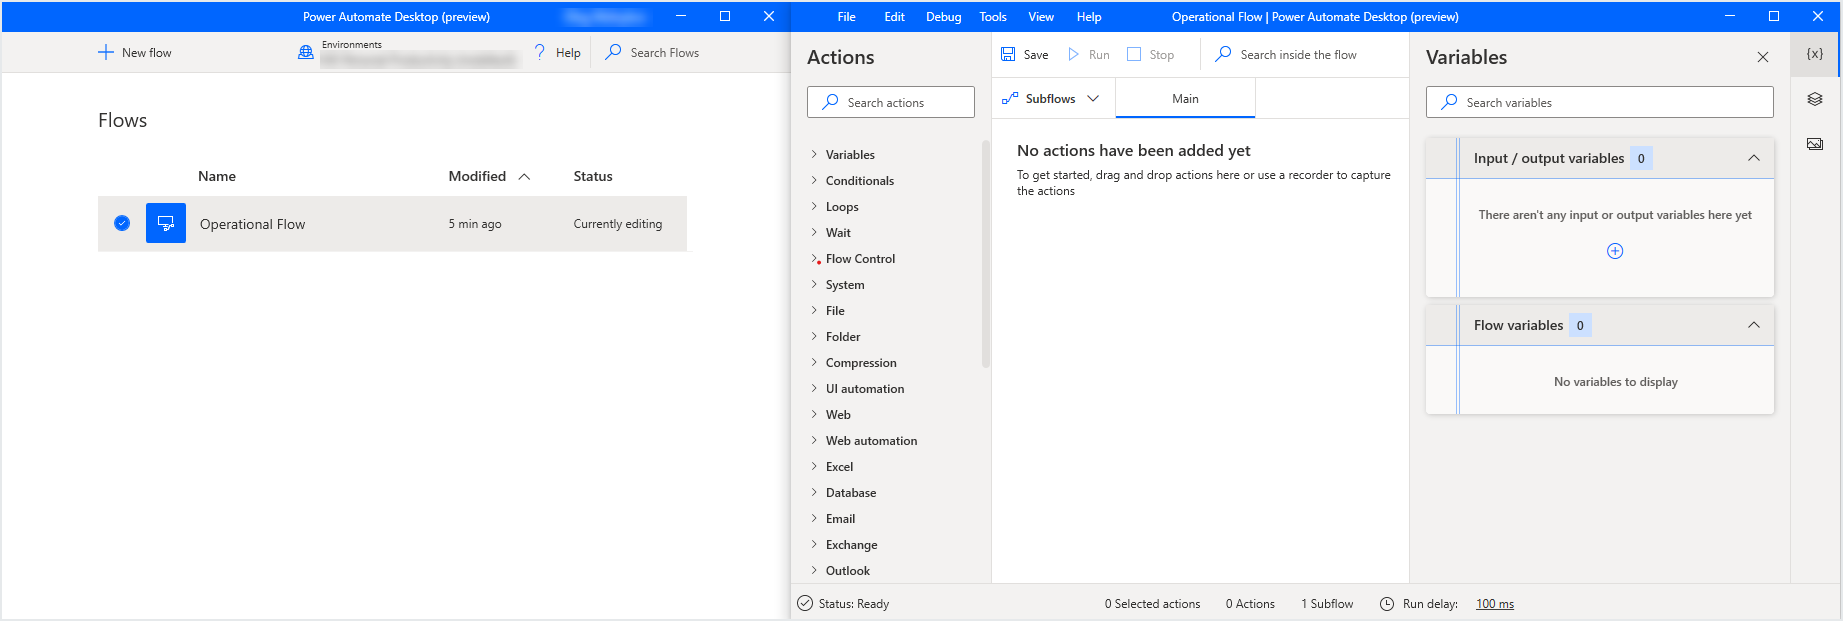 Power Automate Desktop (preview)
New flow
Environments
Help
Search Flows
Flows
Name Modified Status
Operational Flow 5 min ago Currently editing
File Edit Debug Tools View Help Operational Flow | Power Automate Desktop (preview)
Actions
Search actions
Variables
Conditionals
Loops
Wait
Flow Control
System
File
Folder
Compression
UI automation
Web
Web automation
Excel
Database
Email
Exchange
Outlook
Save Run Stop Search inside the flow
Subflows Main
No actions have been added yet
To get started, drag and drop actions here or use a recorder to capture
the actions
Variables
{x}
Search variables
Input / output variables 0
There aren't any input or output variables here yet
Flow variables 0
No variables to display
Status: Ready 0 Selected actions 0 Actions 1 Subflow Run delay: 100 ms